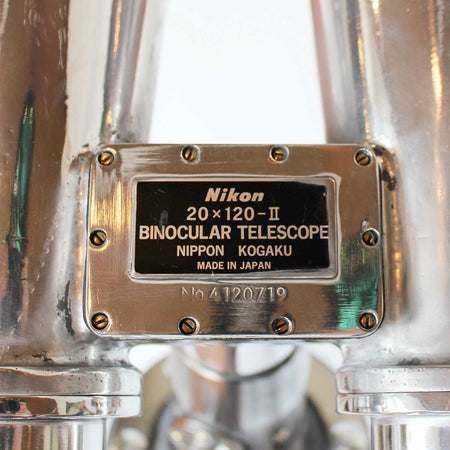 Nikon
20×120-II
BINOCULAR TELESCOPE
NIPPON KOGAKU
MADE IN JAPAN
No.4120719